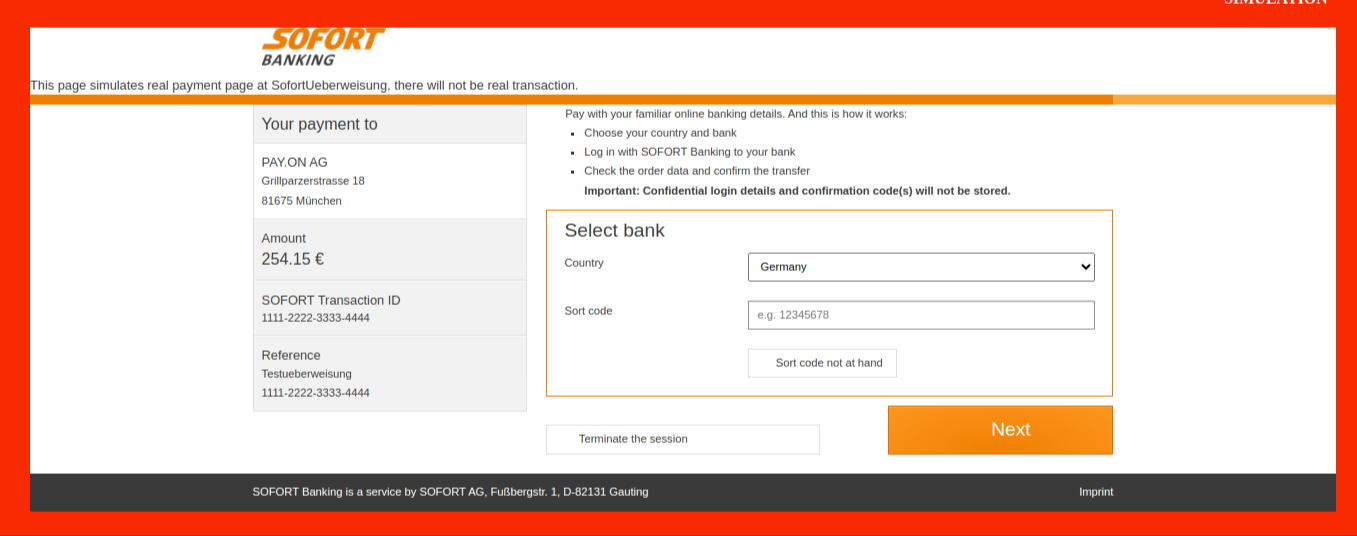 SIMULATION
SOFORT
BANKING
This page simulates real payment page at SofortUeberweisung, there will not be real transaction.
Your payment to
PAY.ON AG
Grillparzerstrasse 18
81675 München
Amount
254.15 €
SOFORT Transaction ID
1111-2222-3333-4444
Reference
Testueberweisung
1111-2222-3333-4444
Pay with your familiar online banking details. And this is how it works:
Choose your country and bank
Log in with SOFORT Banking to your bank
Check the order data and confirm the transfer
Important: Confidential login details and confirmation code(s) will not be stored.
Select bank
Country
Germany
Sort code
e.g. 12345678
Sort code not at hand
Terminate the session
Next
SOFORT Banking is a service by SOFORT AG, Fußbergstr. 1, D-82131 Gauting
Imprint